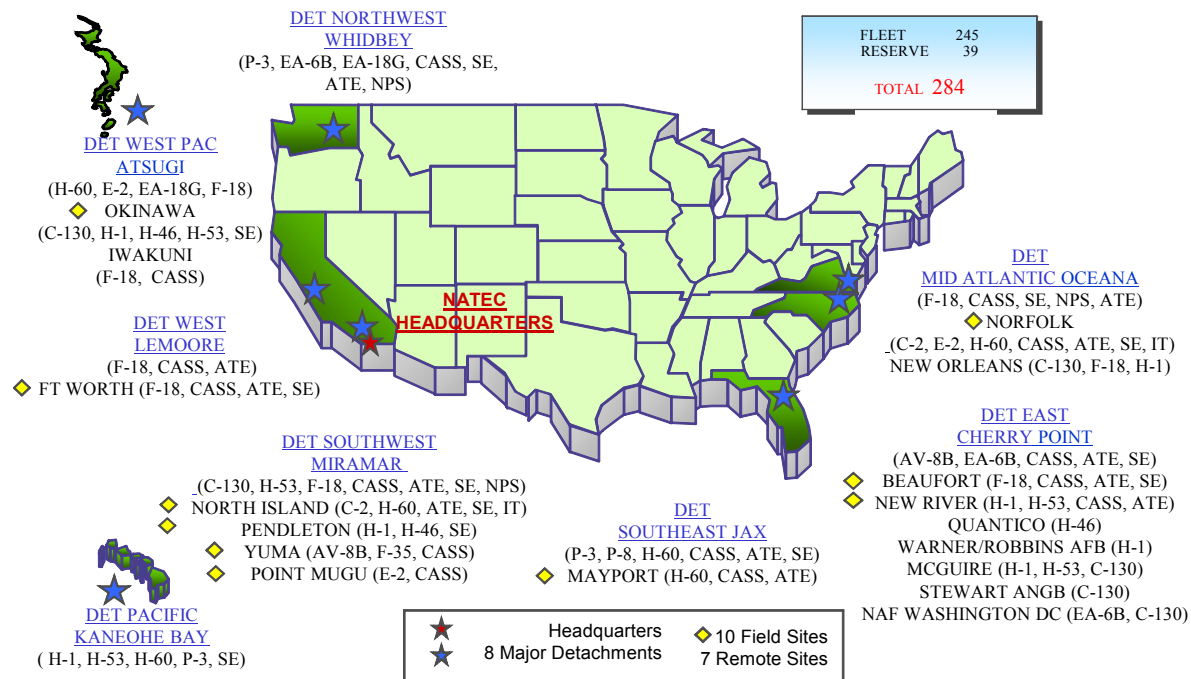 DET NORTHWEST
WHIDBEY
(P-3, EA-6B, EA-18G, CASS, SE,
ATE, NPS)
FLEET 245
RESERVE 39
TOTAL 284
DET WEST PAC
ATSUGI
(H-60, E-2, EA-18G, F-18)
OKINAWA
(C-130, H-1, H-46, H-53, SE)
IWAKUNI
(F-18, CASS)
DET WEST
LEMOORE
(F-18, CASS, ATE)
FT WORTH (F-18, CASS, ATE, SE)
NATEC
HEADQUARTERS
DET
MID ATLANTIC OCEANA
(F-18, CASS, SE, NPS, ATE)
NORFOLK
(C-2, E-2, H-60, CASS, ATE, SE, IT)
NEW ORLEANS (C-130, F-18, H-1)
DET SOUTHWEST
MIRAMAR
(C-130, H-53, F-18, CASS, ATE, SE, NPS)
NORTH ISLAND (C-2, H-60, ATE, SE, IT)
PENDLETON (H-1, H-46, SE)
YUMA (AV-8B, F-35, CASS)
POINT MUGU (E-2, CASS)
DET
SOUTHEAST JAX
(P-3, P-8, H-60, CASS, ATE, SE)
MAYPORT (H-60, CASS, ATE)
DET EAST
CHERRY POINT
(AV-8B, EA-6B, CASS, ATE, SE)
BEAUFORT (F-18, CASS, ATE, SE)
NEW RIVER (H-1, H-53, CASS, ATE)
QUANTICO (H-46)
WARNER/ROBBINS AFB (H-1)
MCGUIRE (H-1, H-53, C-130)
STEWART ANGB (C-130)
NAF WASHINGTON DC (EA-6B, C-130)
DET PACIFIC
KANEOHE BAY
( H-1, H-53, H-60, P-3, SE)
Headquarters 10 Field Sites
8 Major Detachments 7 Remote Sites